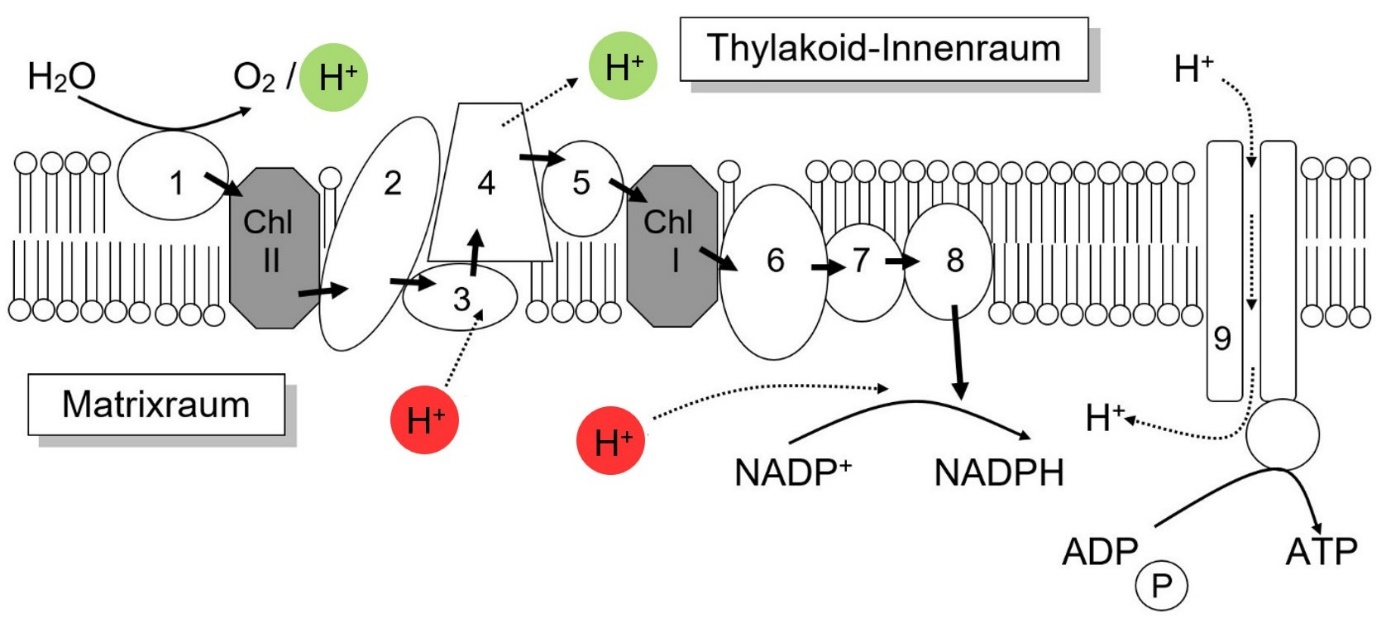 Thylakoid-Innenraum
H₂O
O₂ / H⁺
H⁺
H⁺
1
2
4
5
Chl
II
3
Chl
I
6
7
8
9
Matrixraum
H⁺
H⁺
H⁺
NADP⁺
NADPH
ADP
P
ATP